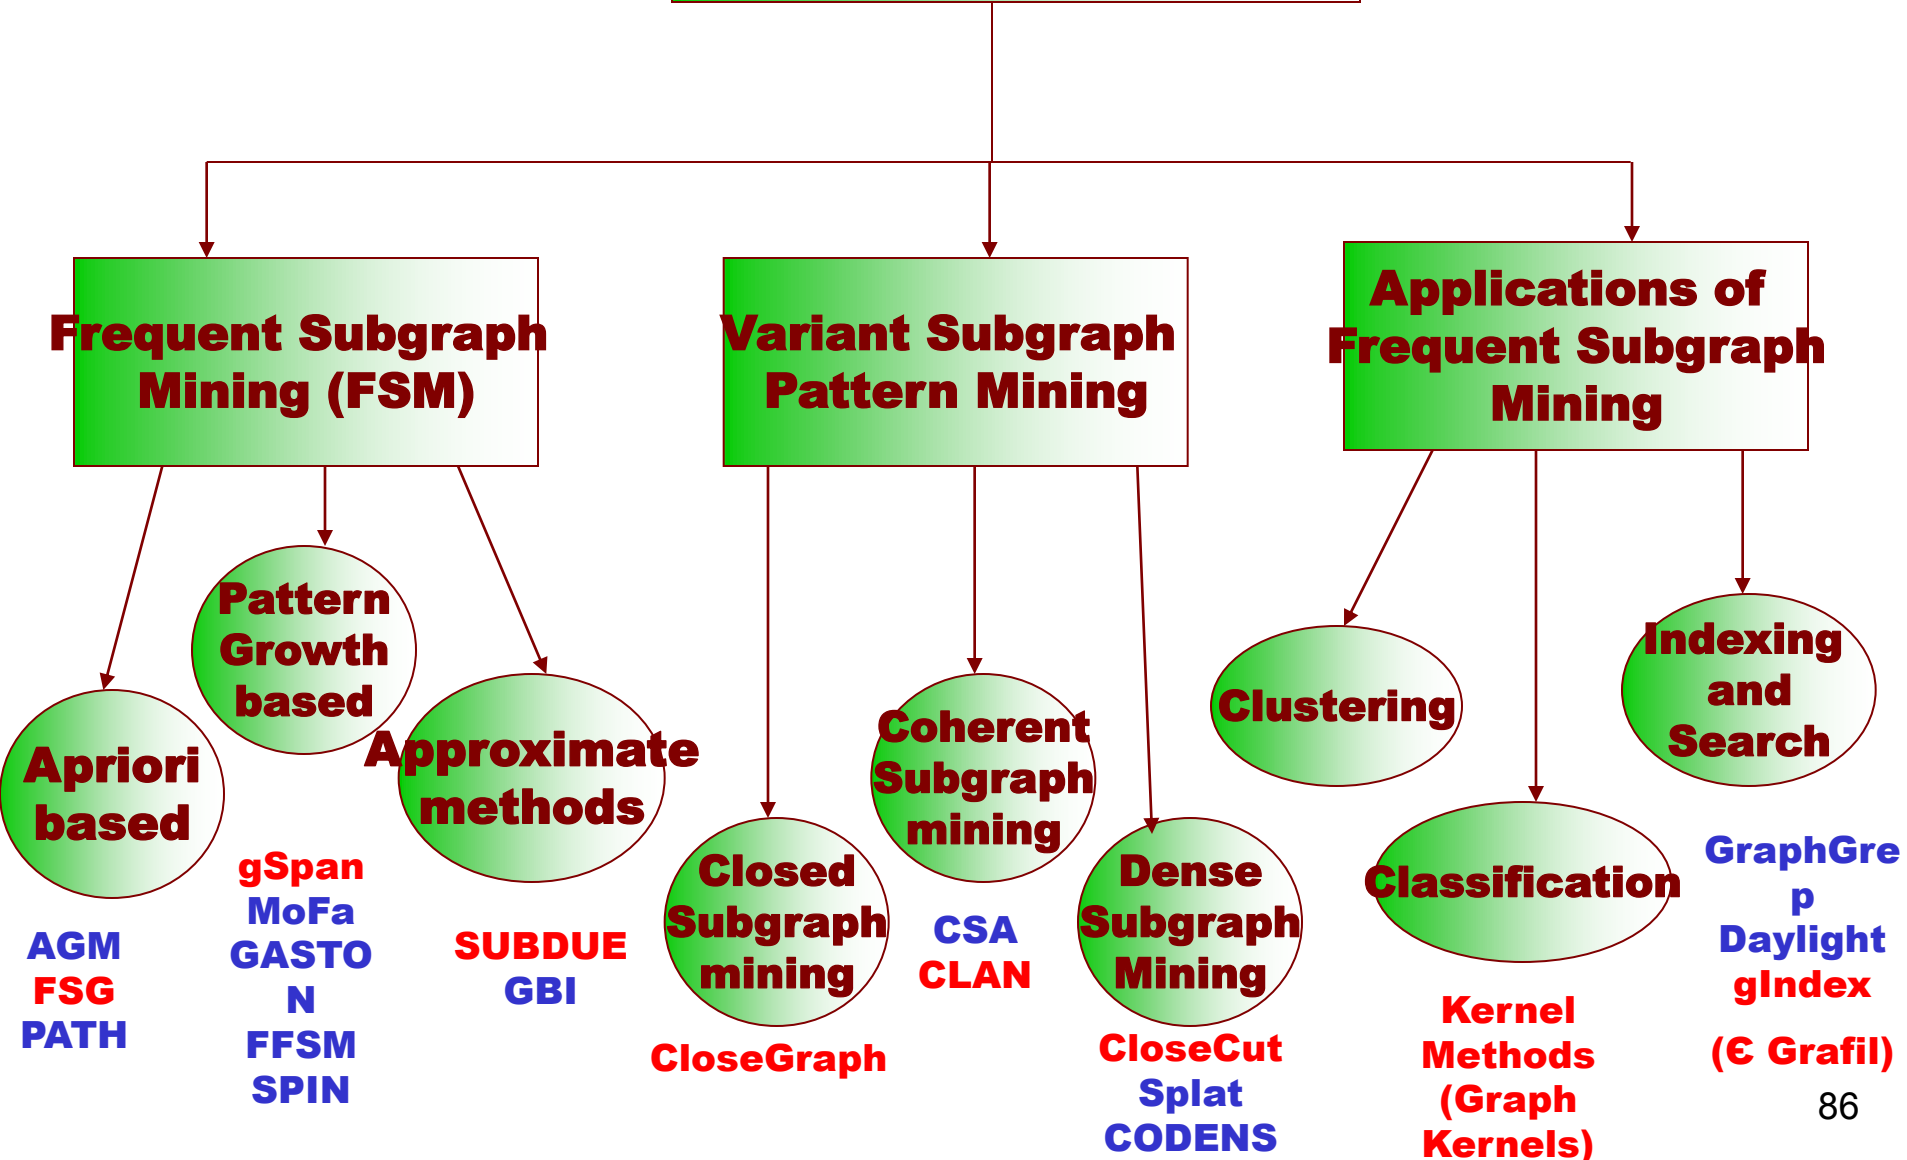 Frequent Subgraph
Mining (FSM)
Variant Subgraph
Pattern Mining
Applications of
Frequent Subgraph
Mining
Apriori
based
AGM
FSG
PATH
Pattern
Growth
based
gSpan
MoFa
GASTO
N
FFSM
SPIN
Approximate
methods
SUBDUE
GBI
Closed
Subgraph
mining
CloseGraph
Coherent
Subgraph
mining
CSA
CLAN
Dense
Subgraph
Mining
CloseCut
Splat
CODENS
Clustering
Classification
Kernel
Methods
(Graph
Kernels)
Indexing
and
Search
GraphGre
p
Daylight
gIndex
(Є Grafil)
86